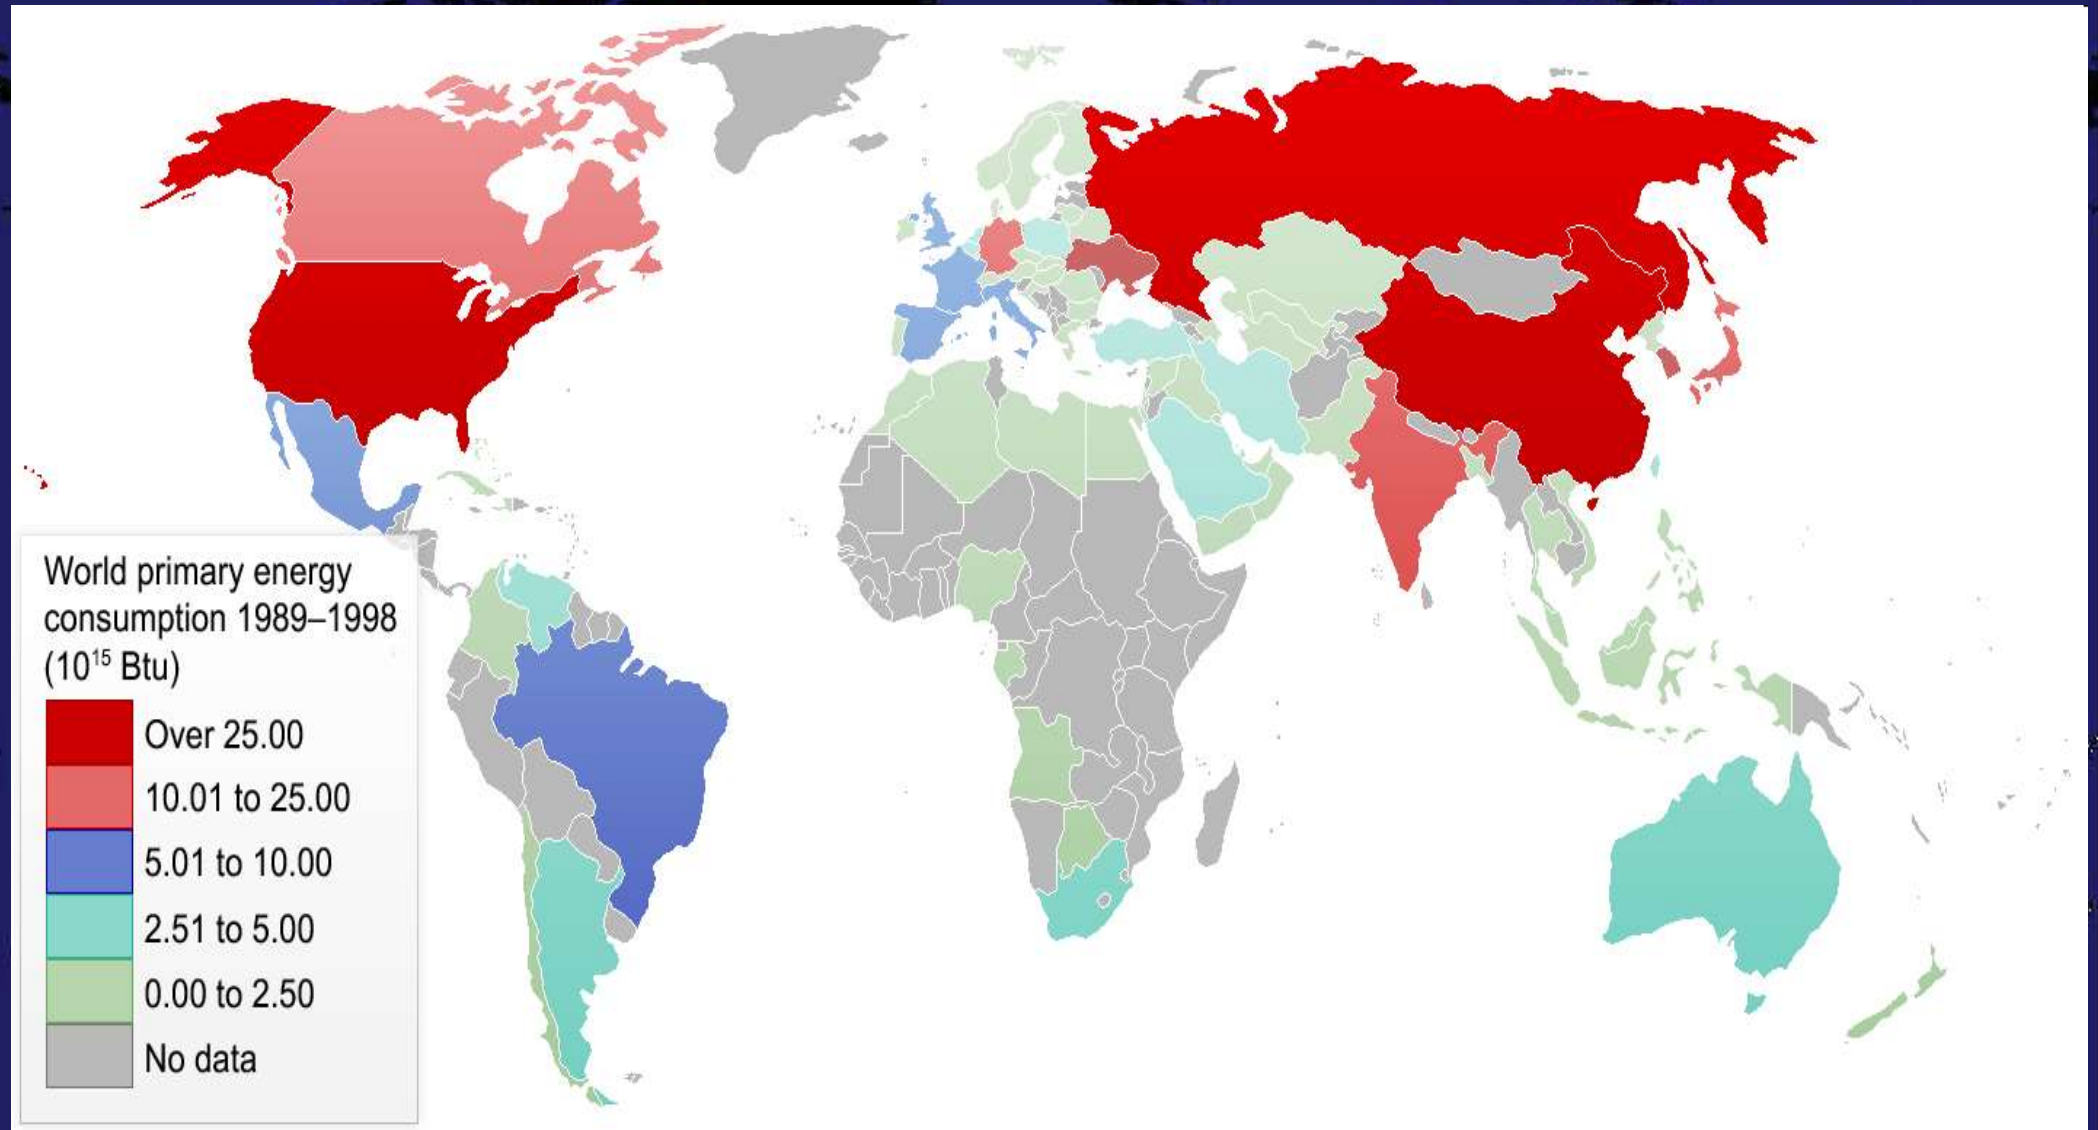 World primary energy
consumption 1989–1998
(10¹⁵ Btu)
Over 25.00
10.01 to 25.00
5.01 to 10.00
2.51 to 5.00
0.00 to 2.50
No data